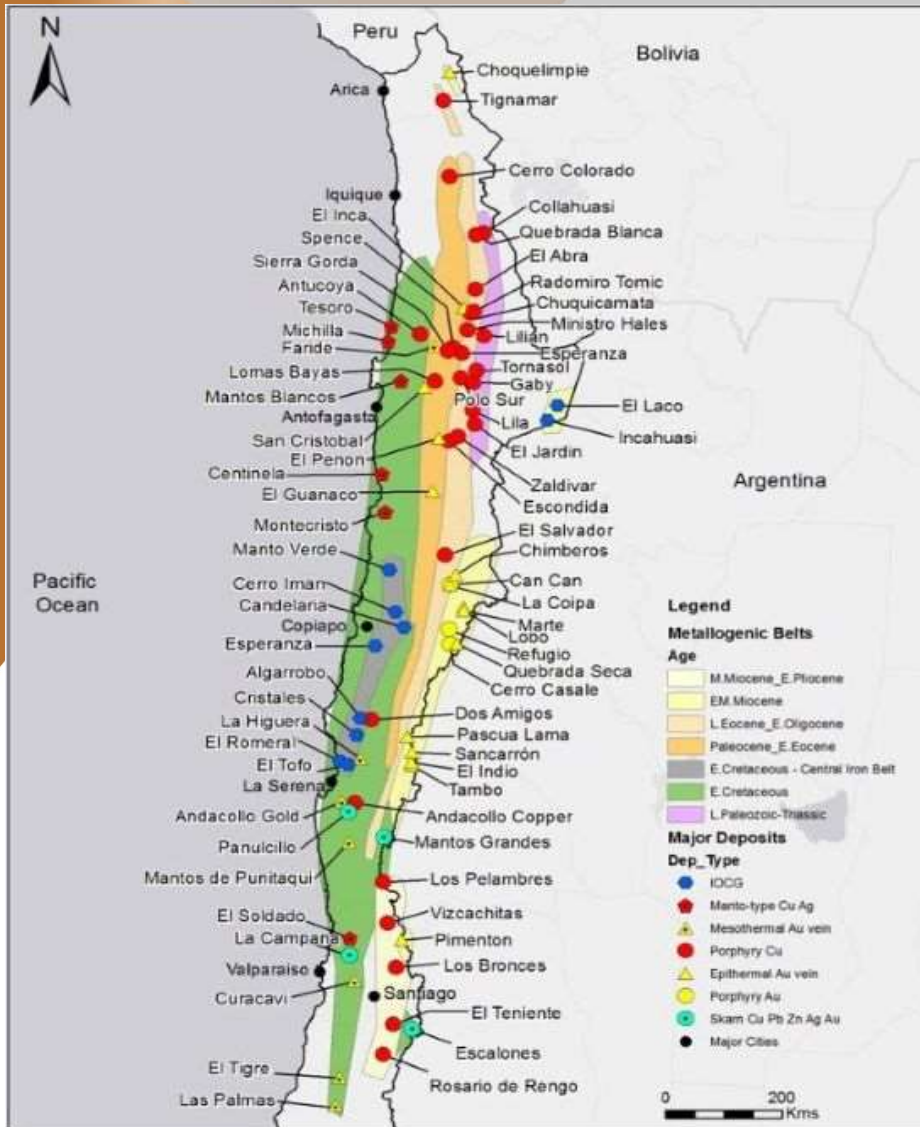 N
Peru
Bolivia
Choquelimpie
Arica
Tignamar
Cerro Colorado
Iquique
El Inca
Collahuasi
Spence
Quebrada Blanca
Sierra Gorda
El Abra
Antucoya
Radomiro Tomic
Tesoro
Chuquicamata
Michilla
Ministro Hales
Faride
Lilian
Esperanza
Lomas Bayas
Tornasol
Mantos Blancos
Gaby
Polo Sur
El Laco
Antofagasta
Lila
Incahuasi
San Cristobal
El Jardin
El Penon
Centinela
Zaldivar
Argentina
El Guanaco
Escondida
Montecristo
El Salvador
Manto Verde
Chimberos
Pacific
Ocean
Cerro Iman
Can Can
Candelaria
La Coipa
Copiapo
Marte
Lobo
Esperanza
Refugio
Quebrada Seca
Algarrobo
Cerro Casale
Cristales
La Higuera
Dos Amigos
El Romeral
Pascua Lama
El Tofo
Sancarrón
El Indio
La Serena
Tambo
Andacollo Gold
Andacollo Copper
Panulcillo
Mantos Grandes
Mantos de Punitaqui
Los Pelambres
El Soldado
Vizcachitas
La Campana
Pimenton
Valparaiso
Los Bronces
Curacavi
Santiago
El Teniente
Escalones
El Tigre
Rosario de Rengo
Las Palmas
Legend
Metallogenic Belts
Age
M.Miocene_E.Pliocene
EM.Miocene
L.Eocene_E.Oligocene
Paleocene_E.Eocene
E.Cretaceous - Central Iron Belt
E.Cretaceous
L.Paleozoic-Triassic
Major Deposits
Dep_Type
IOCG
Manto-type Cu Ag
Mesothermal Au vein
Porphyry Cu
Epithermal Au vein
Porphyry Au
Skarn Cu Pb Zn Ag Au
Major Cities
0 200
Kms